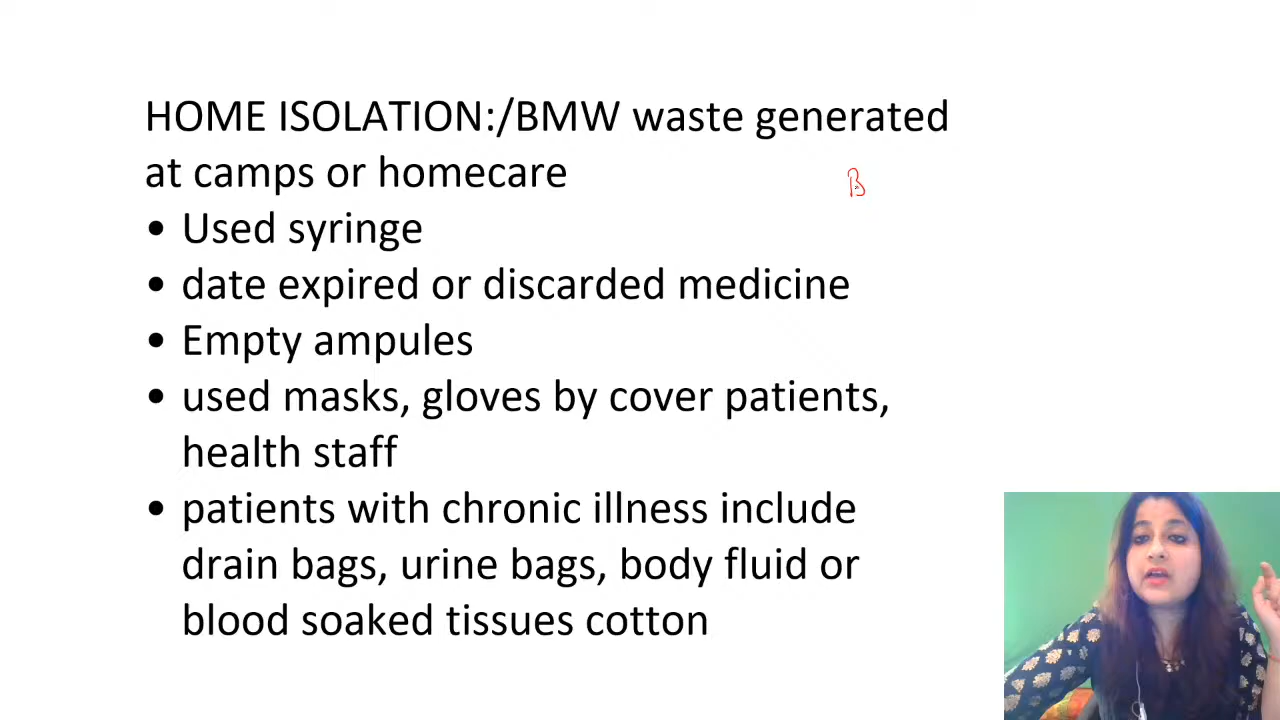 HOME ISOLATION:/BMW waste generated
at camps or homecare
B
• Used syringe
• date expired or discarded medicine
• Empty ampules
• used masks, gloves by cover patients,
health staff
• patients with chronic illness include
drain bags, urine bags, body fluid or
blood soaked tissues cotton